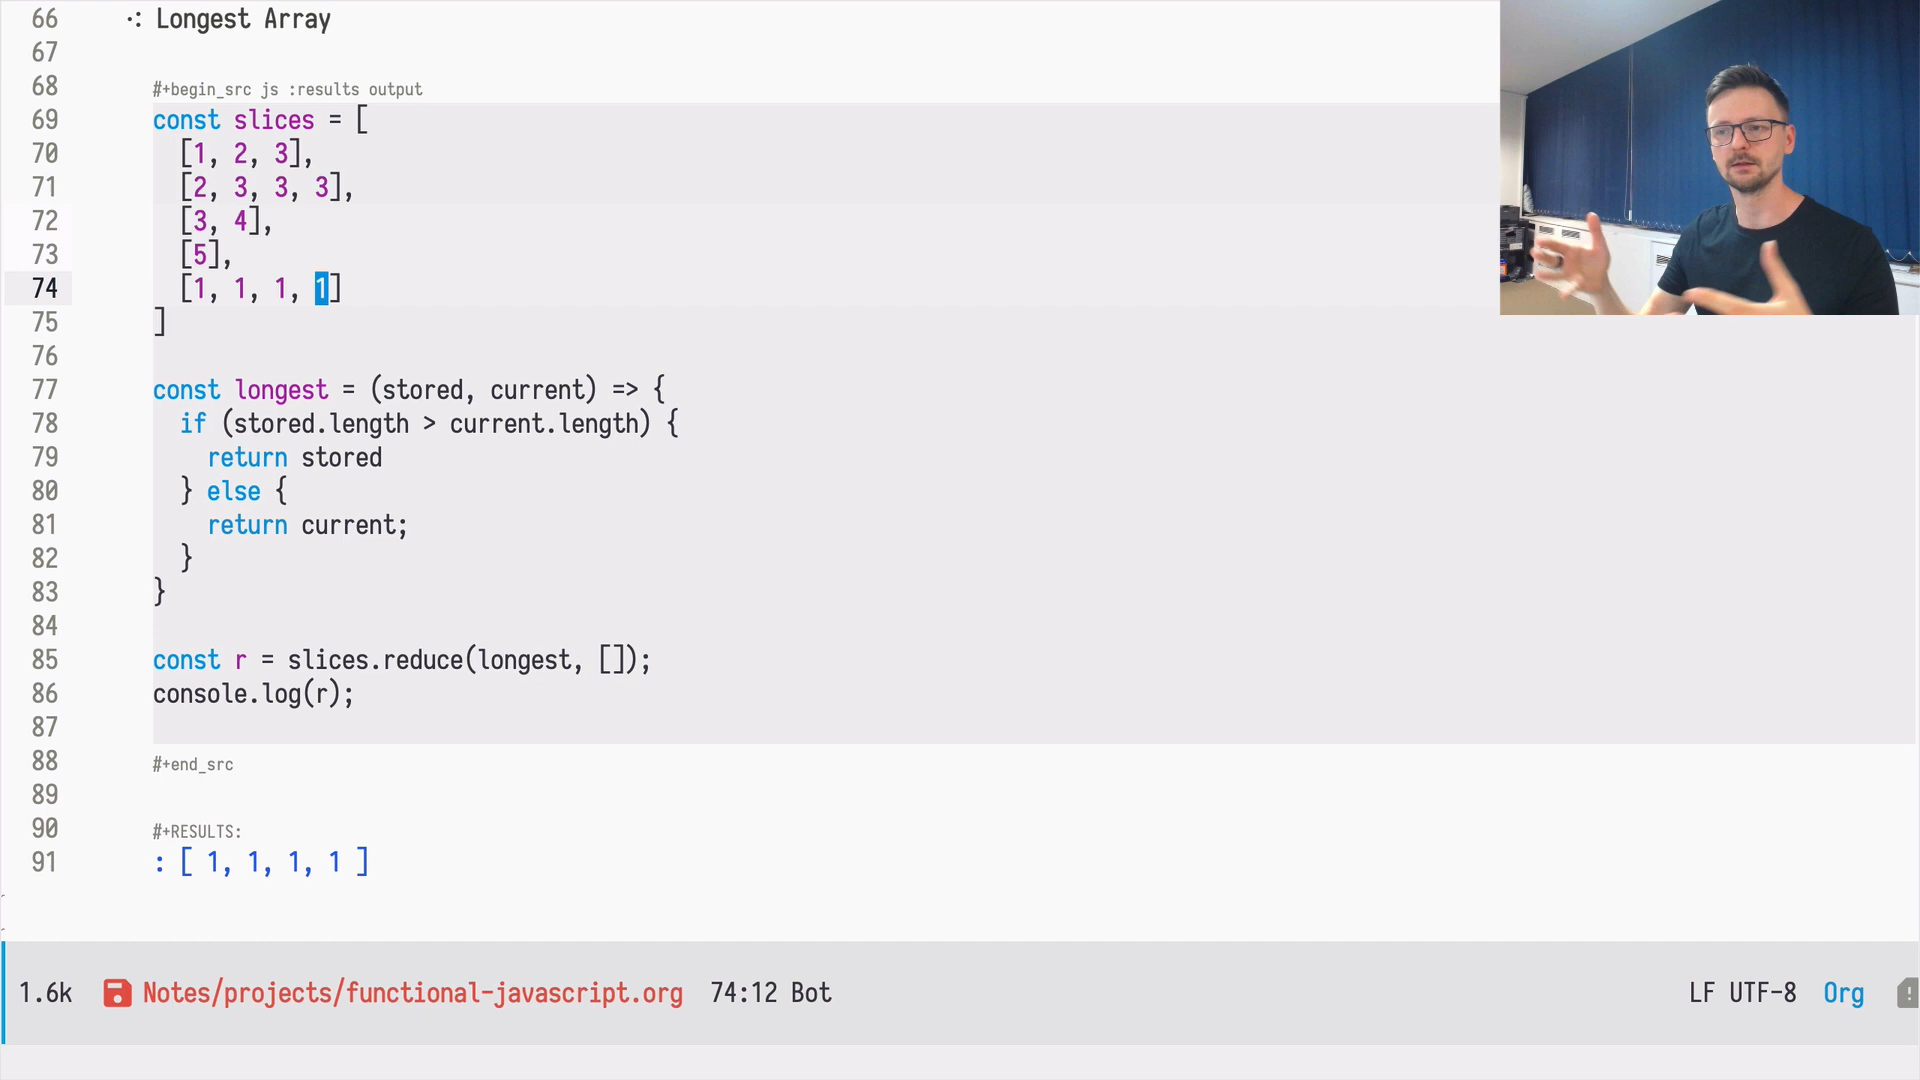 66 Longest Array
67
68 #+begin_src js :results output
69 const slices = [
70 [1, 2, 3],
71 [2, 3, 3, 3],
72 [3, 4],
73 [5],
74 [1, 1, 1, 1]
75 ]
76
77 const longest = (stored, current) => {
78 if (stored.length > current.length) {
79 return stored
80 } else {
81 return current;
82 }
83 }
84
85 const r = slices.reduce(longest, []);
86 console.log(r);
87
88 #+end_src
89
90 #+RESULTS:
91 : [ 1, 1, 1, 1 ]
1.6k Notes/projects/functional-javascript.org 74:12 Bot LF UTF-8 Org